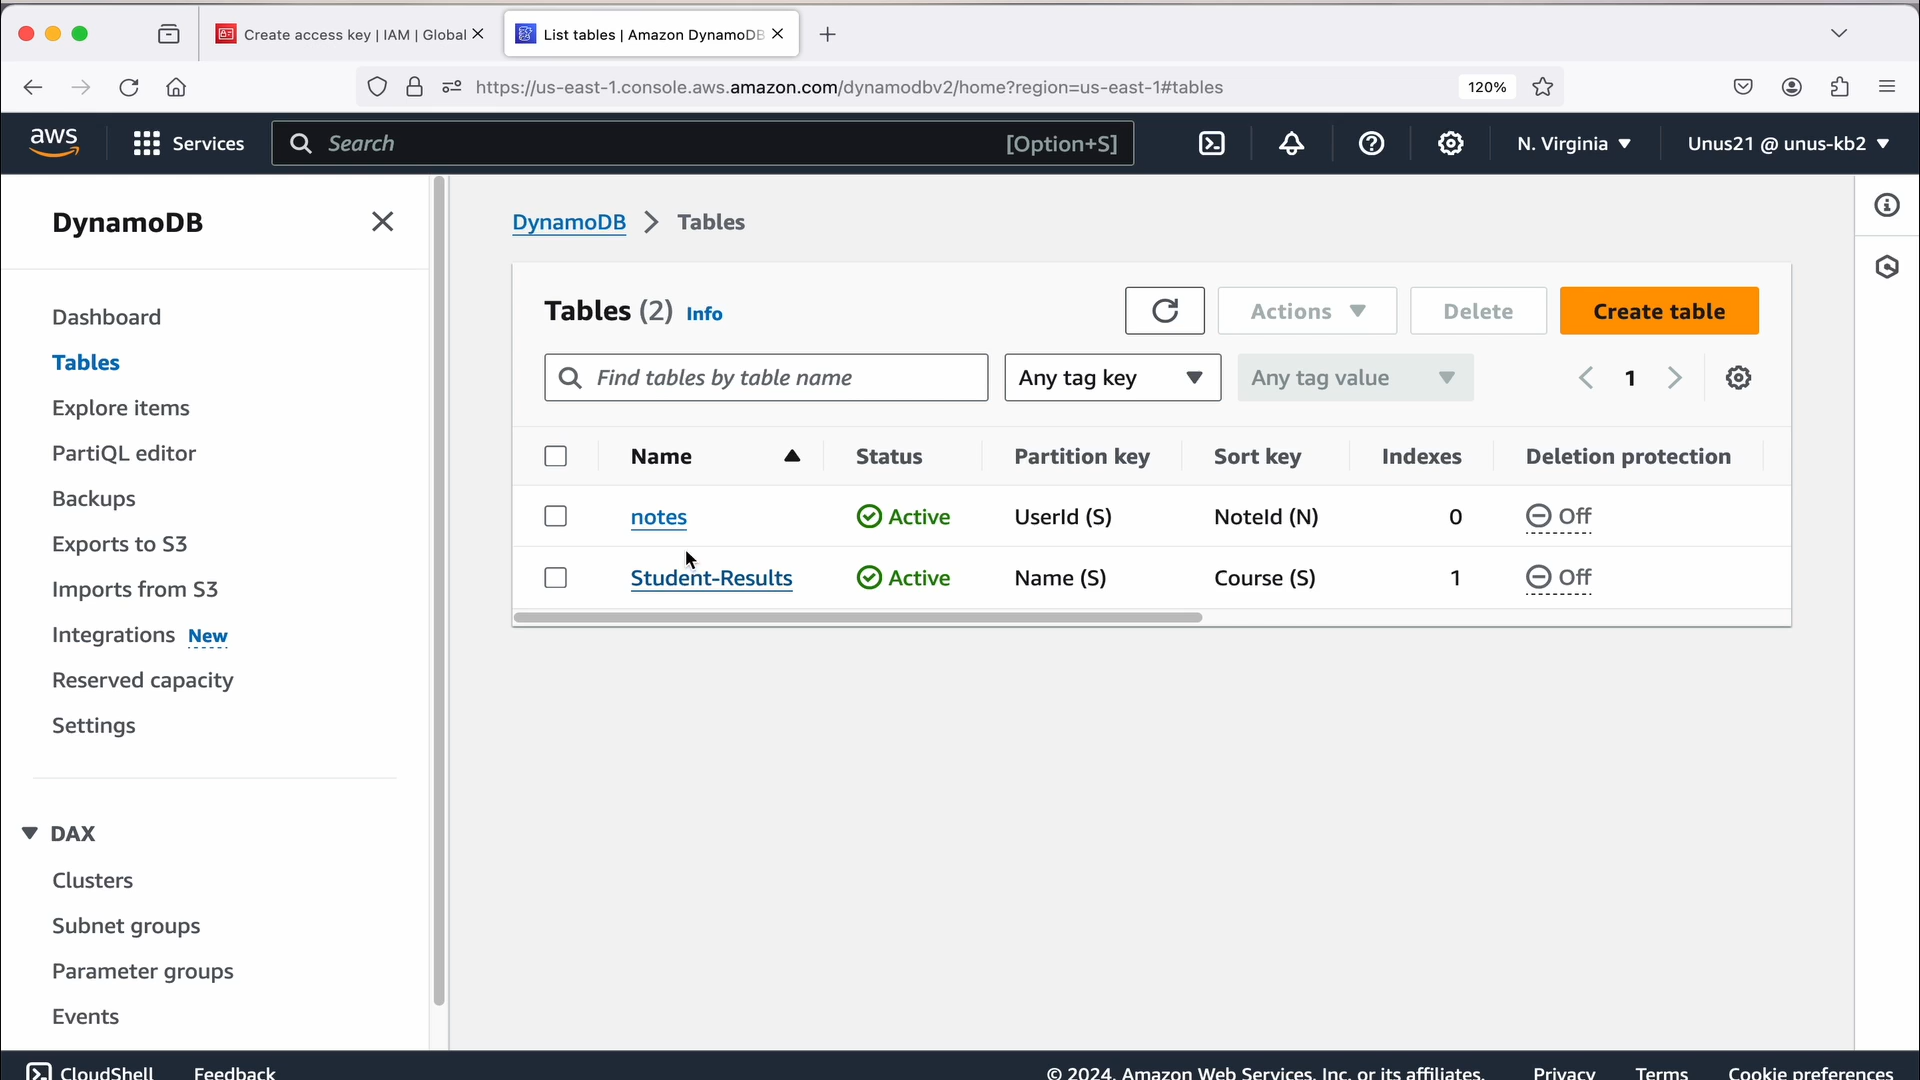 Create access key | IAM | Global
List tables | Amazon DynamoDB
https://us-east-1.console.aws.amazon.com/dynamodbv2/home?region=us-east-1#tables
120%
aws
Services
Search
[Option+S]
N. Virginia
Unus21 @ unus-kb2
DynamoDB
Dashboard
Tables
Explore items
PartiQL editor
Backups
Exports to S3
Imports from S3
Integrations New
Reserved capacity
Settings
DAX
Clusters
Subnet groups
Parameter groups
Events
DynamoDB > Tables
Tables (2) Info
Actions
Delete
Create table
Find tables by table name
Any tag key
Any tag value
1
Name Status Partition key Sort key Indexes Deletion protection
notes Active UserId (S) NoteId (N) 0 Off
Student-Results Active Name (S) Course (S) 1 Off
CloudShell Feedback © 2024, Amazon Web Services, Inc. or its affiliates. Privacy Terms Cookie preferences